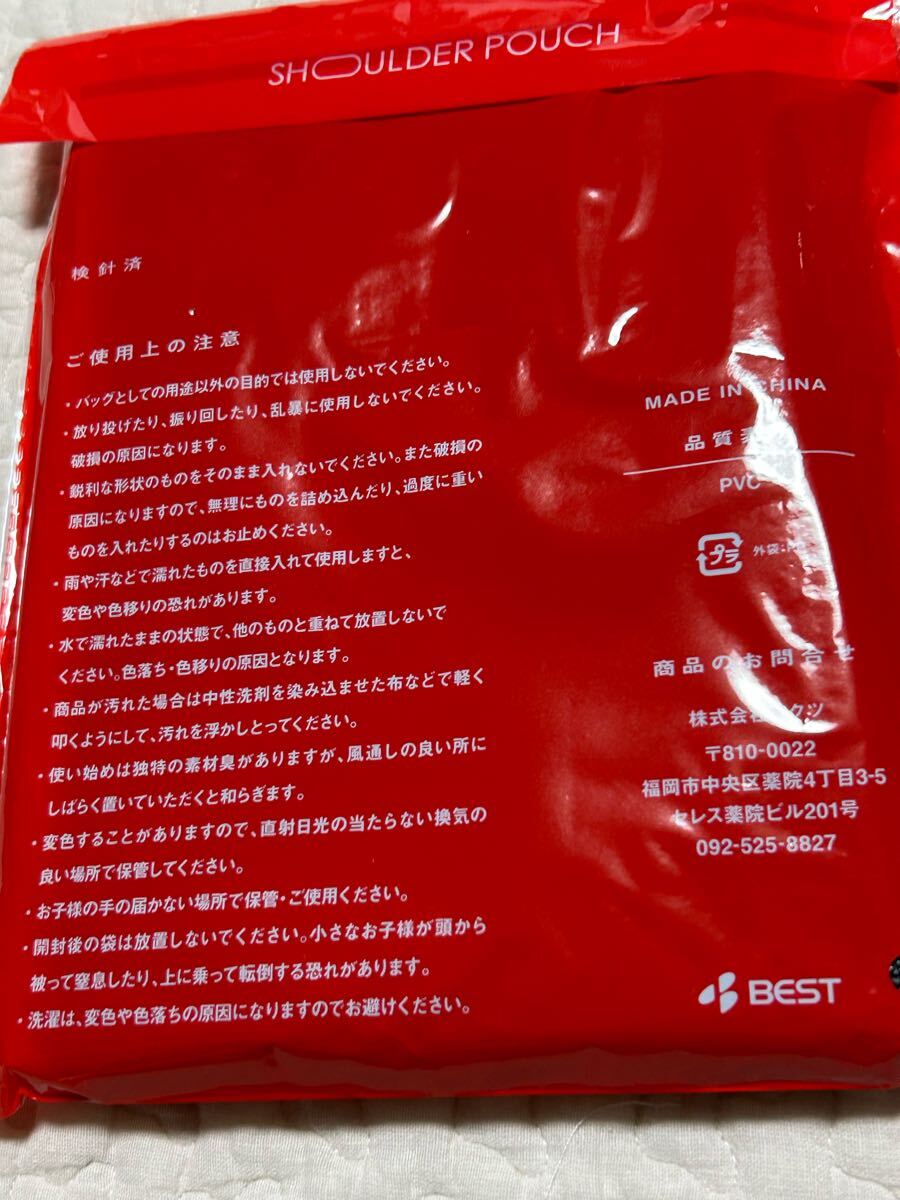 SHOULDER POUCH
検針済
ご使用上の注意
・バッグとしての用途以外の目的では使用しないでください。
・放り投げたり、振り回したり、乱暴に使用しないでください。
破損の原因になります。
・鋭利な形状のものをそのまま入れないでください。また破損の
原因になりますので、無理にものを詰め込んだり、過度に重い
ものを入れたりするのはお止めください。
・雨や汗などで濡れたものを直接入れて使用しますと、
変色や色移りの恐れがあります。
・水で濡れたままの状態で、他のものと重ねて放置しないで
ください。色落ち・色移りの原因となります。
・商品が汚れた場合は中性洗剤を染み込ませた布などで軽く
叩くようにして、汚れを浮かしとってください。
・使い始めは独特の素材臭がありますが、風通しの良い所に
しばらく置いていただくと和らぎます。
・変色することがありますので、直射日光の当たらない換気の
良い場所で保管してください。
・お子様の手の届かない場所で保管・ご使用ください。
・開封後の袋は放置しないでください。小さなお子様が頭から
被って窒息したり、上に乗って転倒する恐れがあります。
・洗濯は、変色や色落ちの原因になりますのでお避けください。
MADE IN CHINA
品質
PVC
プラ
外袋:
商品のお問合せ
株式会社
〒810-0022
福岡市中央区薬院4丁目3-5
セレス薬院ビル201号
092-525-8827
BEST